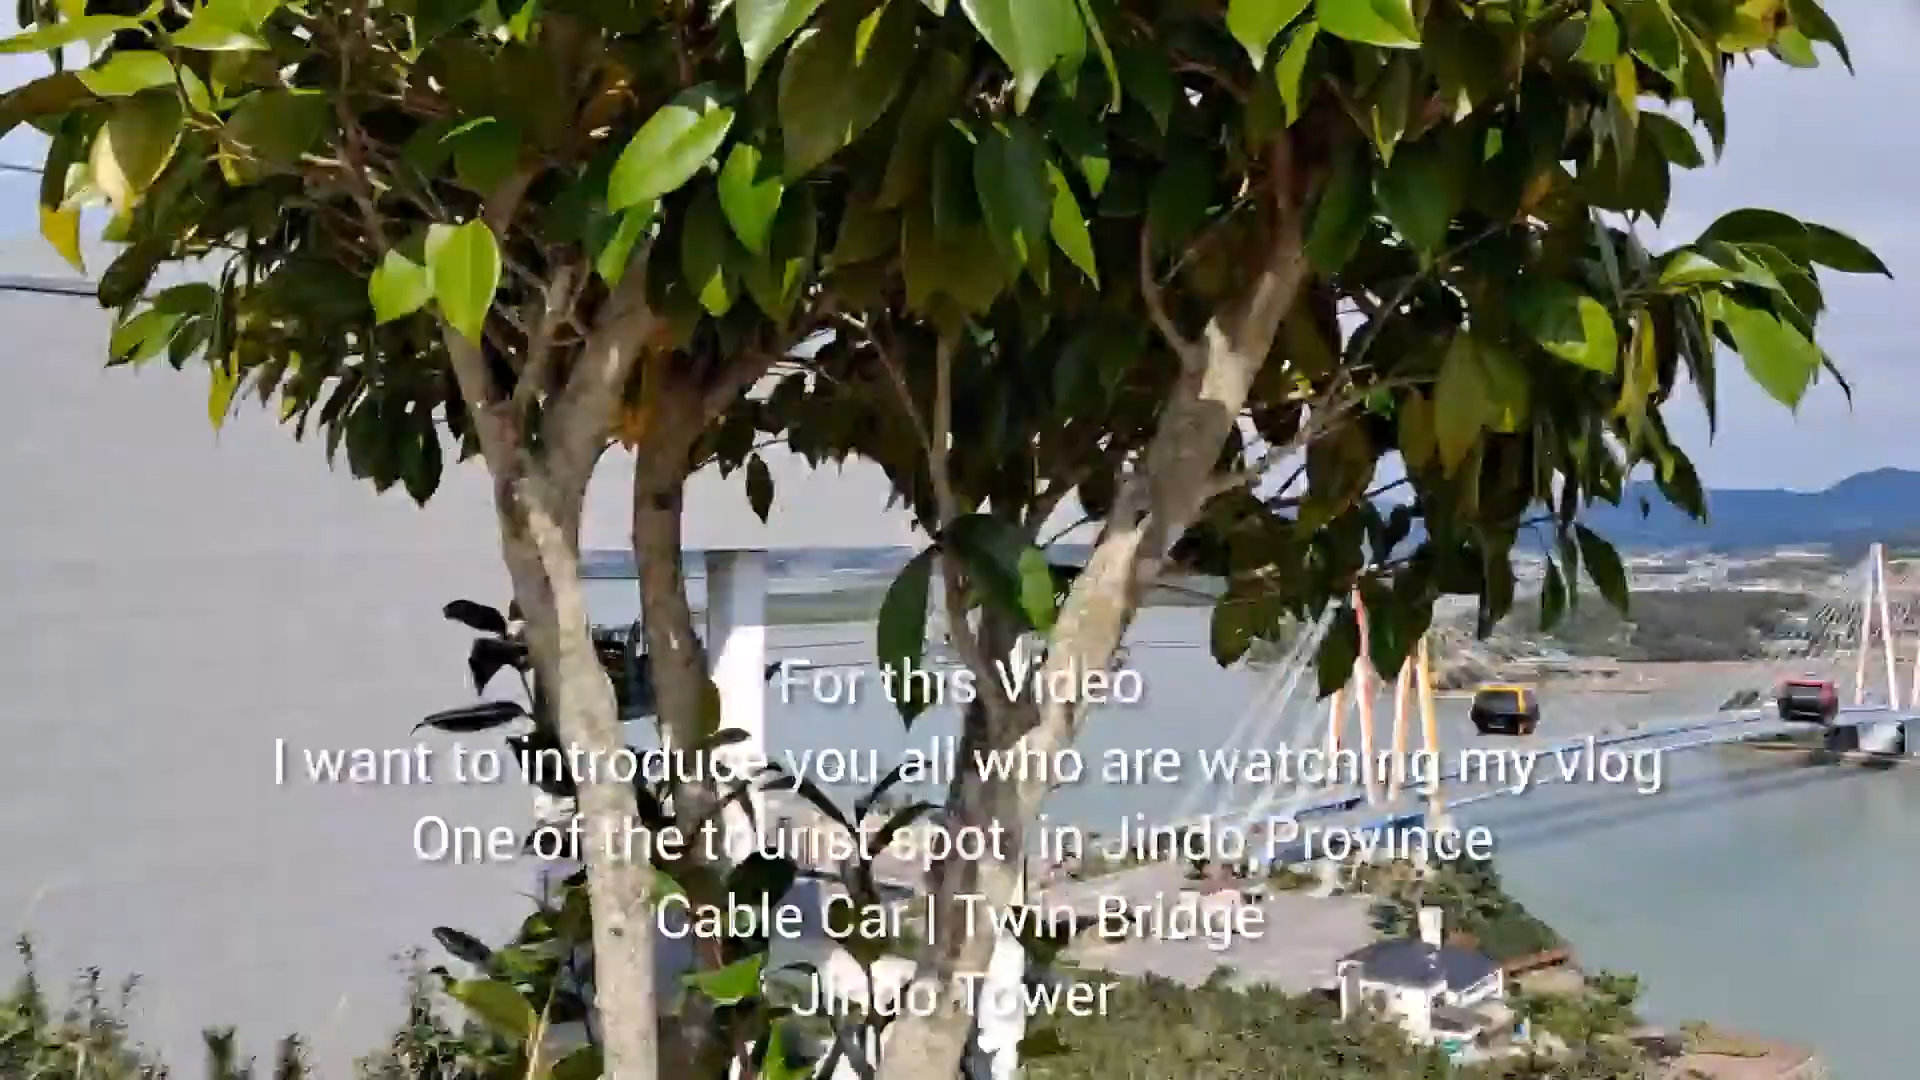 For this Video
I want to introduce you all who are watching my vlog
One of the tourist spot in Jindo Province
Cable Car | Twin Bridge
Jindo Tower